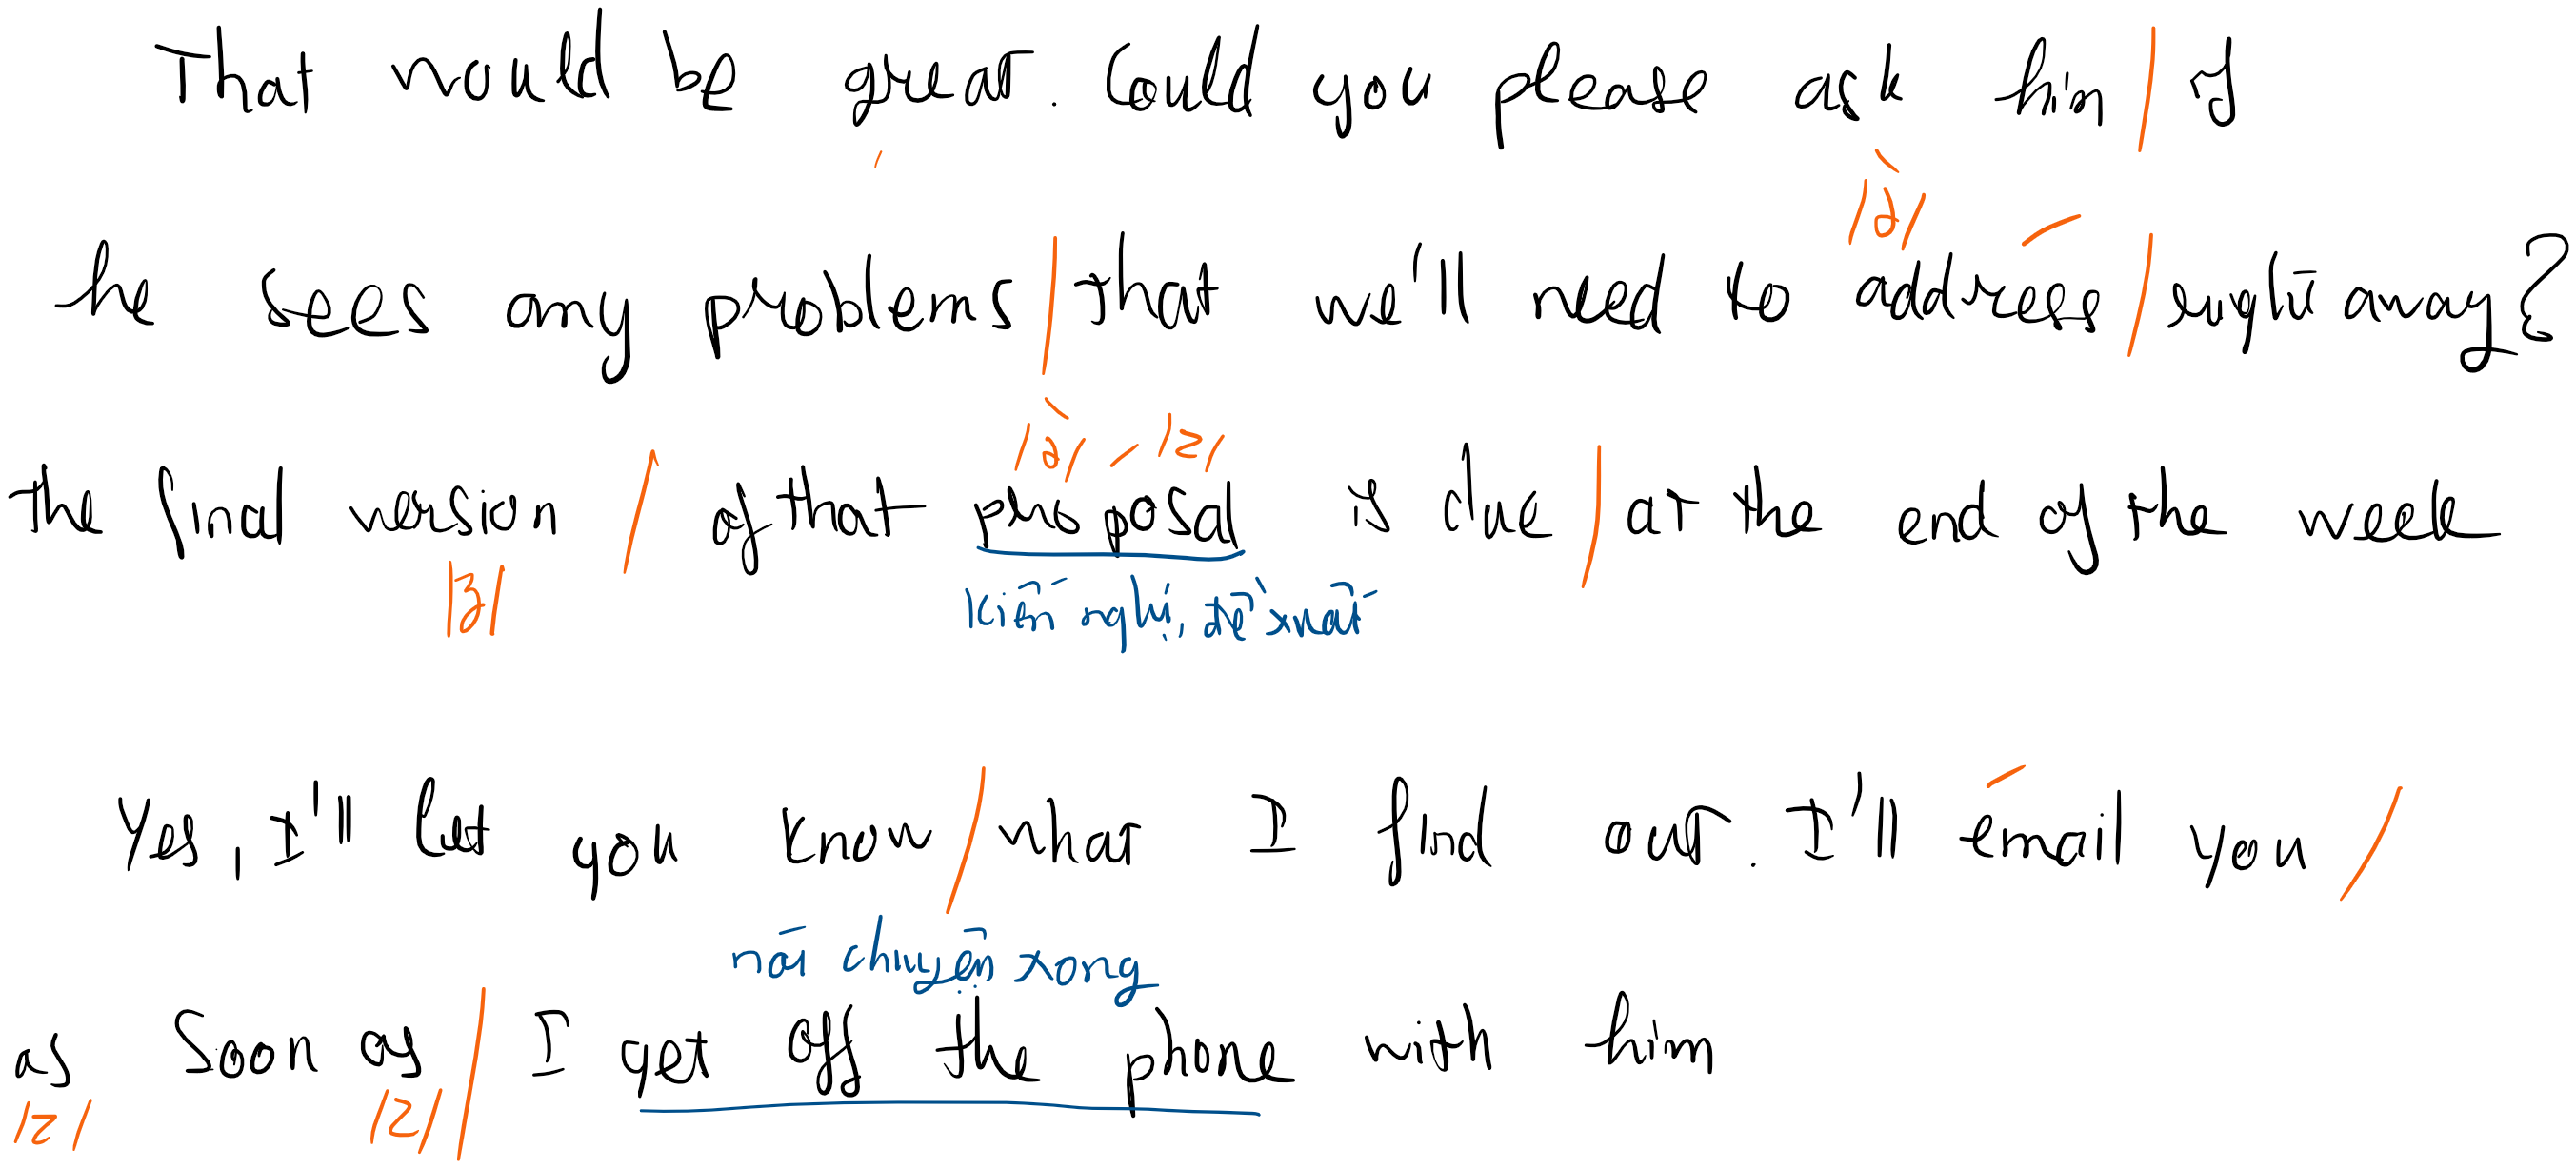 That would be great. Could you please ask him / if
/ə/
he sees any problems / that we'll need to address / right away?
/ə/ /z/
the final version / of that proposal is due / at the end of the week
/ʒ/
kiến nghị, đề xuất
Yes, I'll let you know / what I find out. I'll email you /
nói chuyện xong
as soon as / I get off the phone with him
/z/ /z/